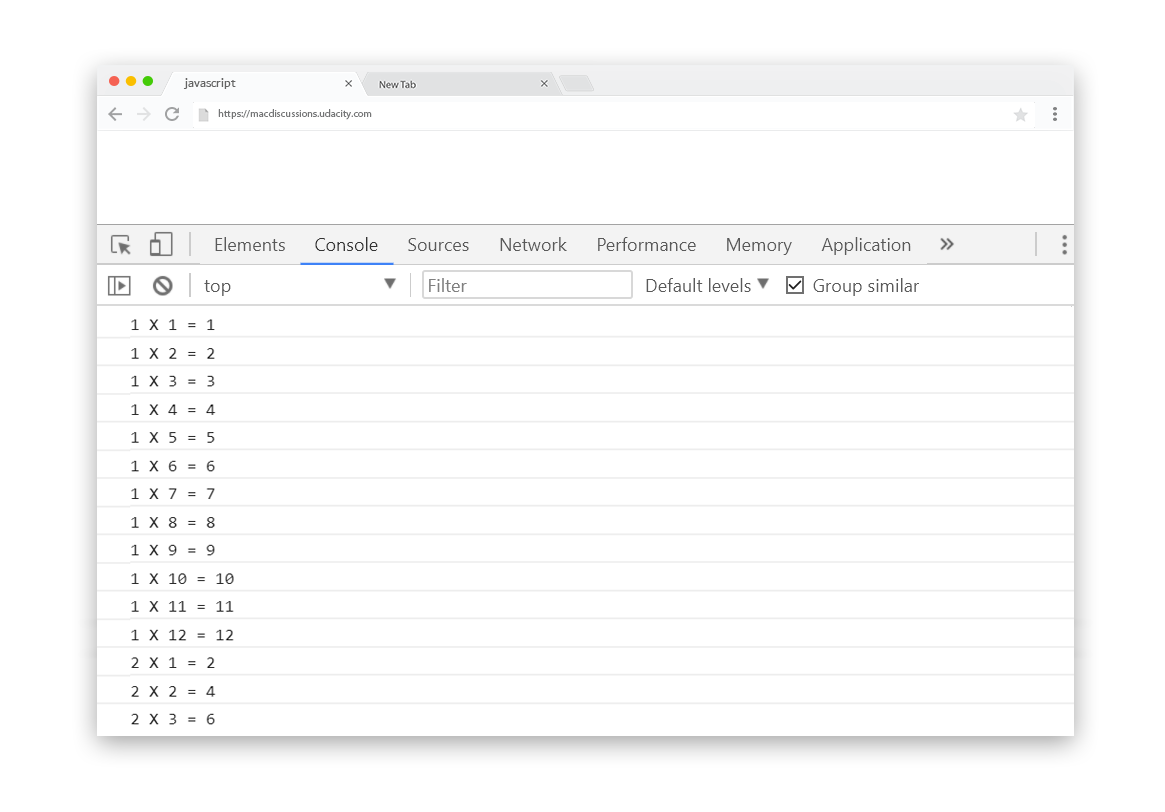 javascript New Tab
https://macdiscussions.udacity.com
Elements Console Sources Network Performance Memory Application »
top Filter Default levels Group similar
1 X 1 = 1
1 X 2 = 2
1 X 3 = 3
1 X 4 = 4
1 X 5 = 5
1 X 6 = 6
1 X 7 = 7
1 X 8 = 8
1 X 9 = 9
1 X 10 = 10
1 X 11 = 11
1 X 12 = 12
2 X 1 = 2
2 X 2 = 4
2 X 3 = 6